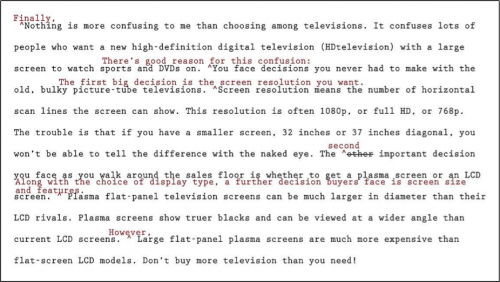 Finally,
^Nothing is more confusing to me than choosing among televisions. It confuses lots of
people who want a new high-definition digital television (HDtelevision) with a large
There's good reason for this confusion:
screen to watch sports and DVDs on. ^You face decisions you never had to make with the
The first big decision is the screen resolution you want.
old, bulky picture-tube televisions. ^Screen resolution means the number of horizontal
scan lines the screen can show. This resolution is often 1080p, or full HD, or 768p.
The trouble is that if you have a smaller screen, 32 inches or 37 inches diagonal, you
second
won't be able to tell the difference with the naked eye. The ^other important decision
you face as you walk around the sales floor is whether to get a plasma screen or an LCD
Along with the choice of display type, a further decision buyers face is screen size
and features.
screen. ^ Plasma flat-panel television screens can be much larger in diameter than their
LCD rivals. Plasma screens show truer blacks and can be viewed at a wider angle than
However,
current LCD screens. ^ Large flat-panel plasma screens are much more expensive than
flat-screen LCD models. Don't buy more television than you need!